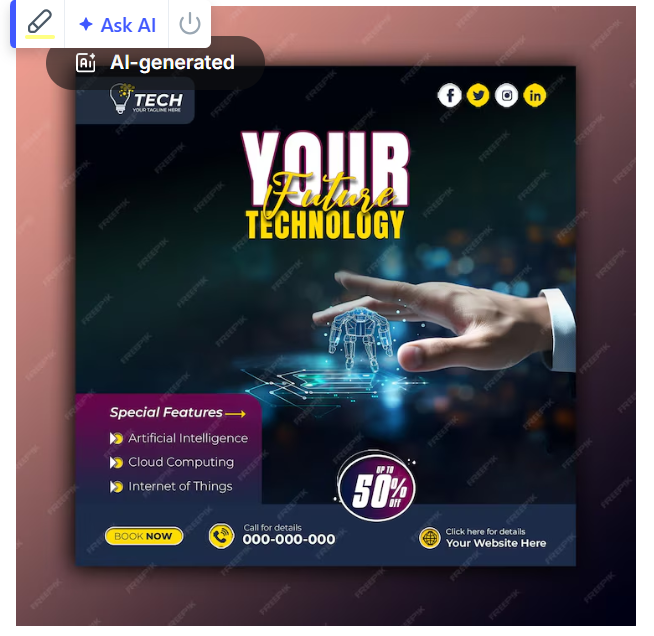 Ask AI
AI-generated
TECH
YOUR TAGLINE HERE
YOUR
Future
TECHNOLOGY
Special Features
Artificial Intelligence
Cloud Computing
Internet of Things
UP TO
50%
OFF
BOOK NOW
Call for details
000-000-000
Click here for details
Your Website Here
FREEPIK